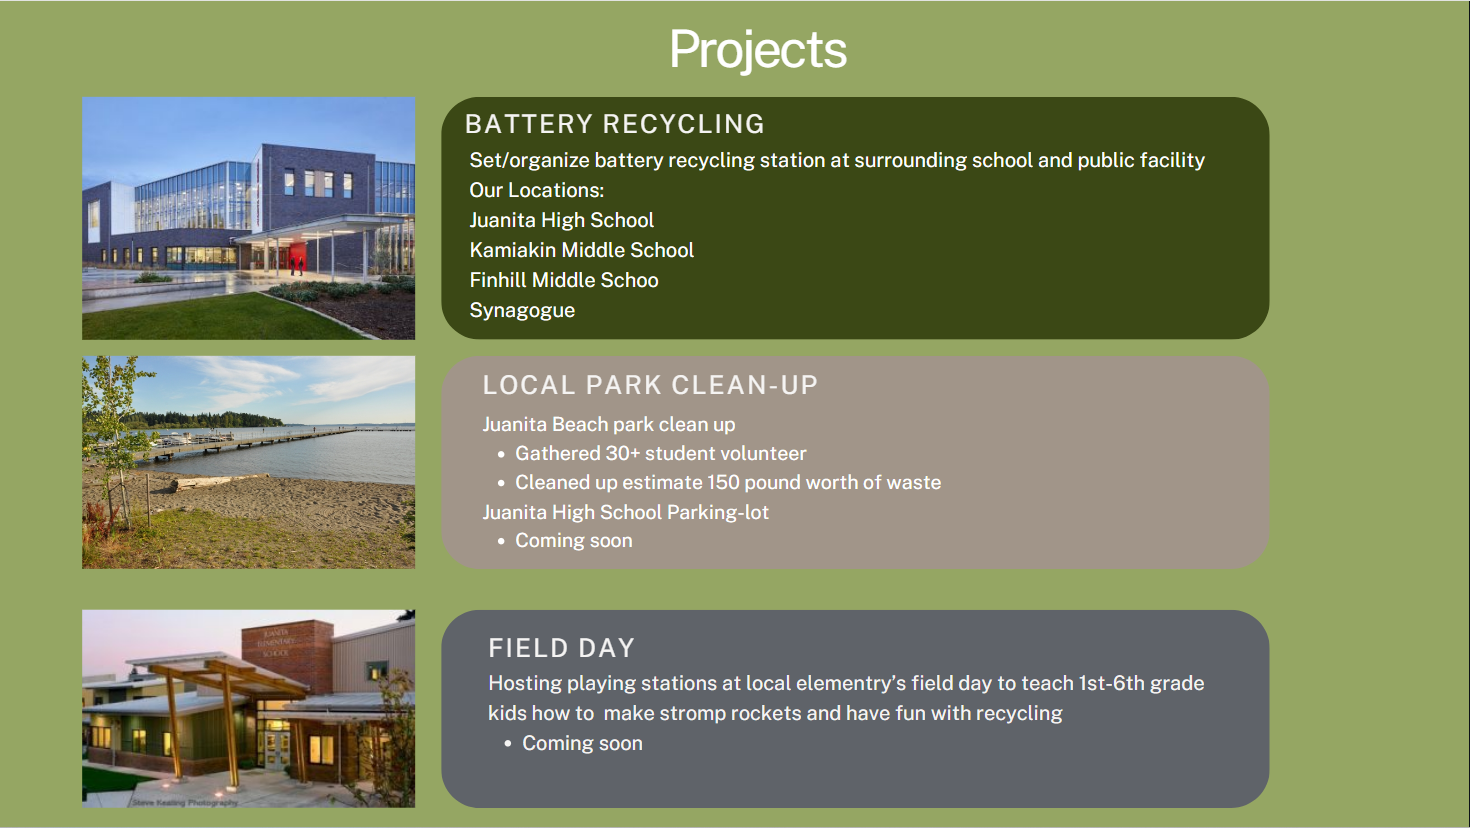 Projects
BATTERY RECYCLING
Set/organize battery recycling station at surrounding school and public facility
Our Locations:
Juanita High School
Kamiakin Middle School
Finhill Middle Schoo
Synagogue
LOCAL PARK CLEAN-UP
Juanita Beach park clean up
• Gathered 30+ student volunteer
• Cleaned up estimate 150 pound worth of waste
Juanita High School Parking-lot
• Coming soon
JUANITA
ELEMENTARY
SCHOOL
Steve Keating Photography
FIELD DAY
Hosting playing stations at local elementry's field day to teach 1st-6th grade
kids how to  make stromp rockets and have fun with recycling
• Coming soon